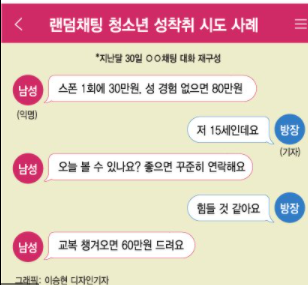 랜덤채팅 청소년 성착취 시도 사례
*지난달 30일 ㅇㅇ채팅 대화 재구성
남성
스폰 1회에 30만원, 성 경험 없으면 80만원
(익명)
저 15세인데요
방장
(기자)
남성
오늘 볼 수 있나요? 좋으면 꾸준히 연락해요
힘들 것 같아요
방장
남성
교복 챙겨오면 60만원 드려요
그래픽: 이승현 디자인기자